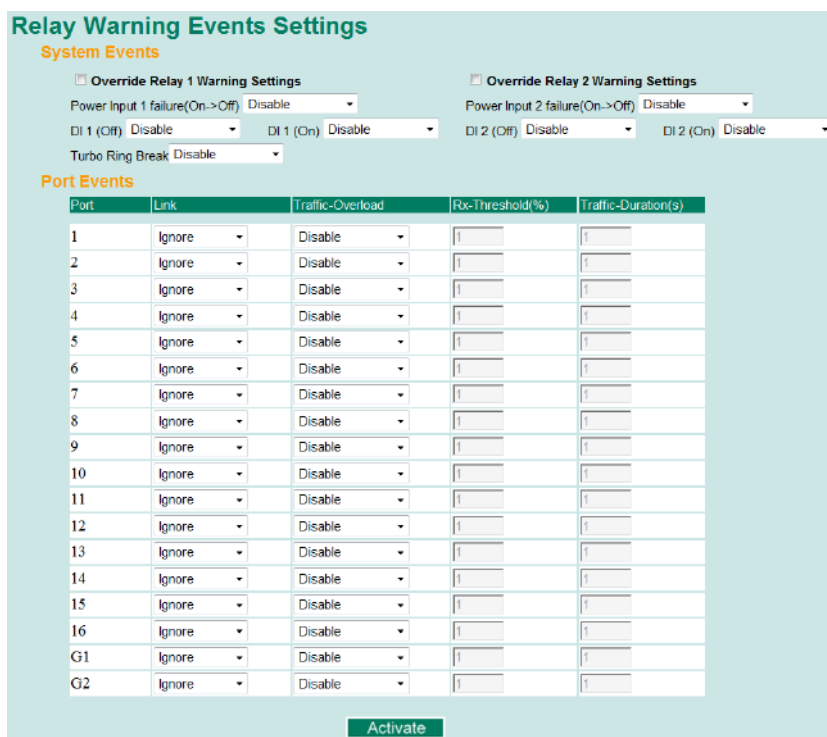 Relay Warning Events Settings
System Events
Override Relay 1 Warning Settings Override Relay 2 Warning Settings
Power Input 1 failure(On->Off) Disable Power Input 2 failure(On->Off) Disable
DI 1 (Off) Disable DI 1 (On) Disable DI 2 (Off) Disable DI 2 (On) Disable
Turbo Ring Break Disable
Port Events
Port Link Traffic-Overload Rx-Threshold(%) Traffic-Duration(s)
1 Ignore Disable 1 1
2 Ignore Disable 1 1
3 Ignore Disable 1 1
4 Ignore Disable 1 1
5 Ignore Disable 1 1
6 Ignore Disable 1 1
7 Ignore Disable 1 1
8 Ignore Disable 1 1
9 Ignore Disable 1 1
10 Ignore Disable 1 1
11 Ignore Disable 1 1
12 Ignore Disable 1 1
13 Ignore Disable 1 1
14 Ignore Disable 1 1
15 Ignore Disable 1 1
16 Ignore Disable 1 1
G1 Ignore Disable 1 1
G2 Ignore Disable 1 1
Activate